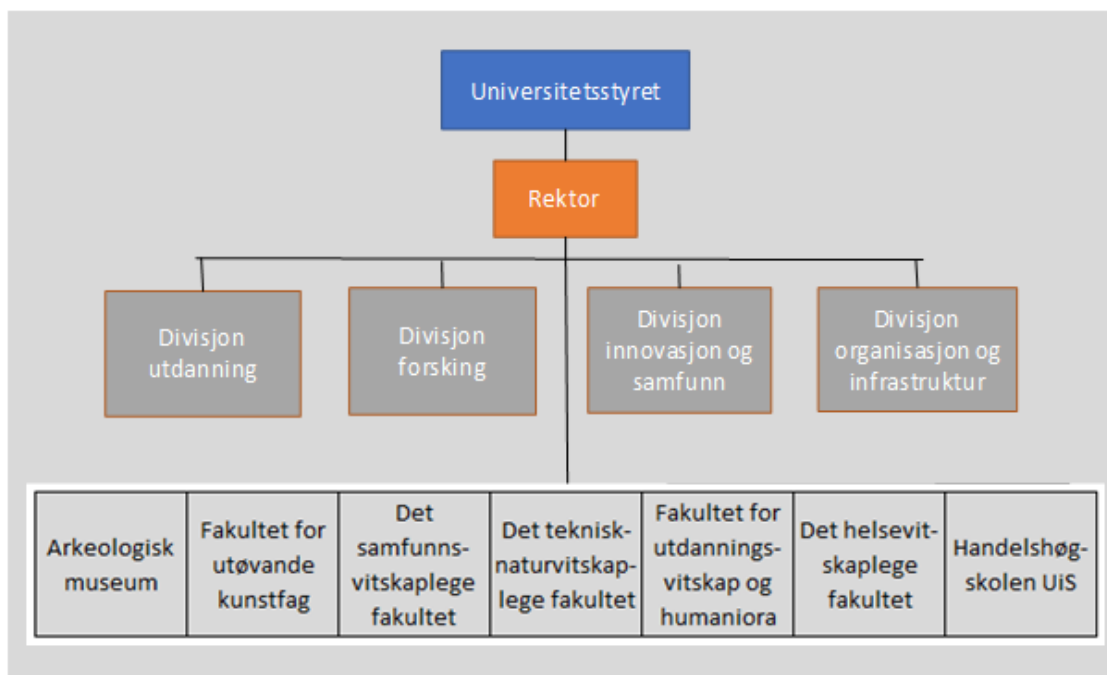 Universitetsstyret
Rektor
Divisjon
utdanning
Divisjon
forsking
Divisjon
innovasjon og
samfunn
Divisjon
organisasjon og
infrastruktur
Arkeologisk
museum
Fakultet for
utøvande
kunstfag
Det
samfunns-
vitskaplege
fakultet
Det teknisk-
naturvitskap-
lege fakultet
Fakultet for
utdannings-
vitskap og
humaniora
Det helsevit-
skaplege
fakultet
Handelshøg-
skolen UiS